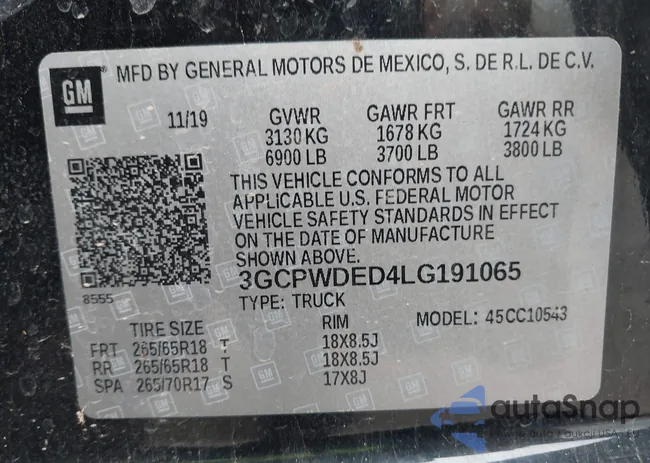 GM
MFD BY GENERAL MOTORS DE MEXICO, S. DE R.L. DE C.V.
11/19 GVWR GAWR FRT GAWR RR
3130 KG 1678 KG 1724 KG
6900 LB 3700 LB 3800 LB
THIS VEHICLE CONFORMS TO ALL
APPLICABLE U.S. FEDERAL MOTOR
VEHICLE SAFETY STANDARDS IN EFFECT
ON THE DATE OF MANUFACTURE
SHOWN ABOVE.
3GCPWDED4LG191065
8555
TYPE: TRUCK
MODEL: 45CC10543
TIRE SIZE RIM
FRT 265/65R18 T 18X8.5J
RR 265/65R18 T 18X8.5J
SPA 265/70R17 S 17X8J
autoSnap